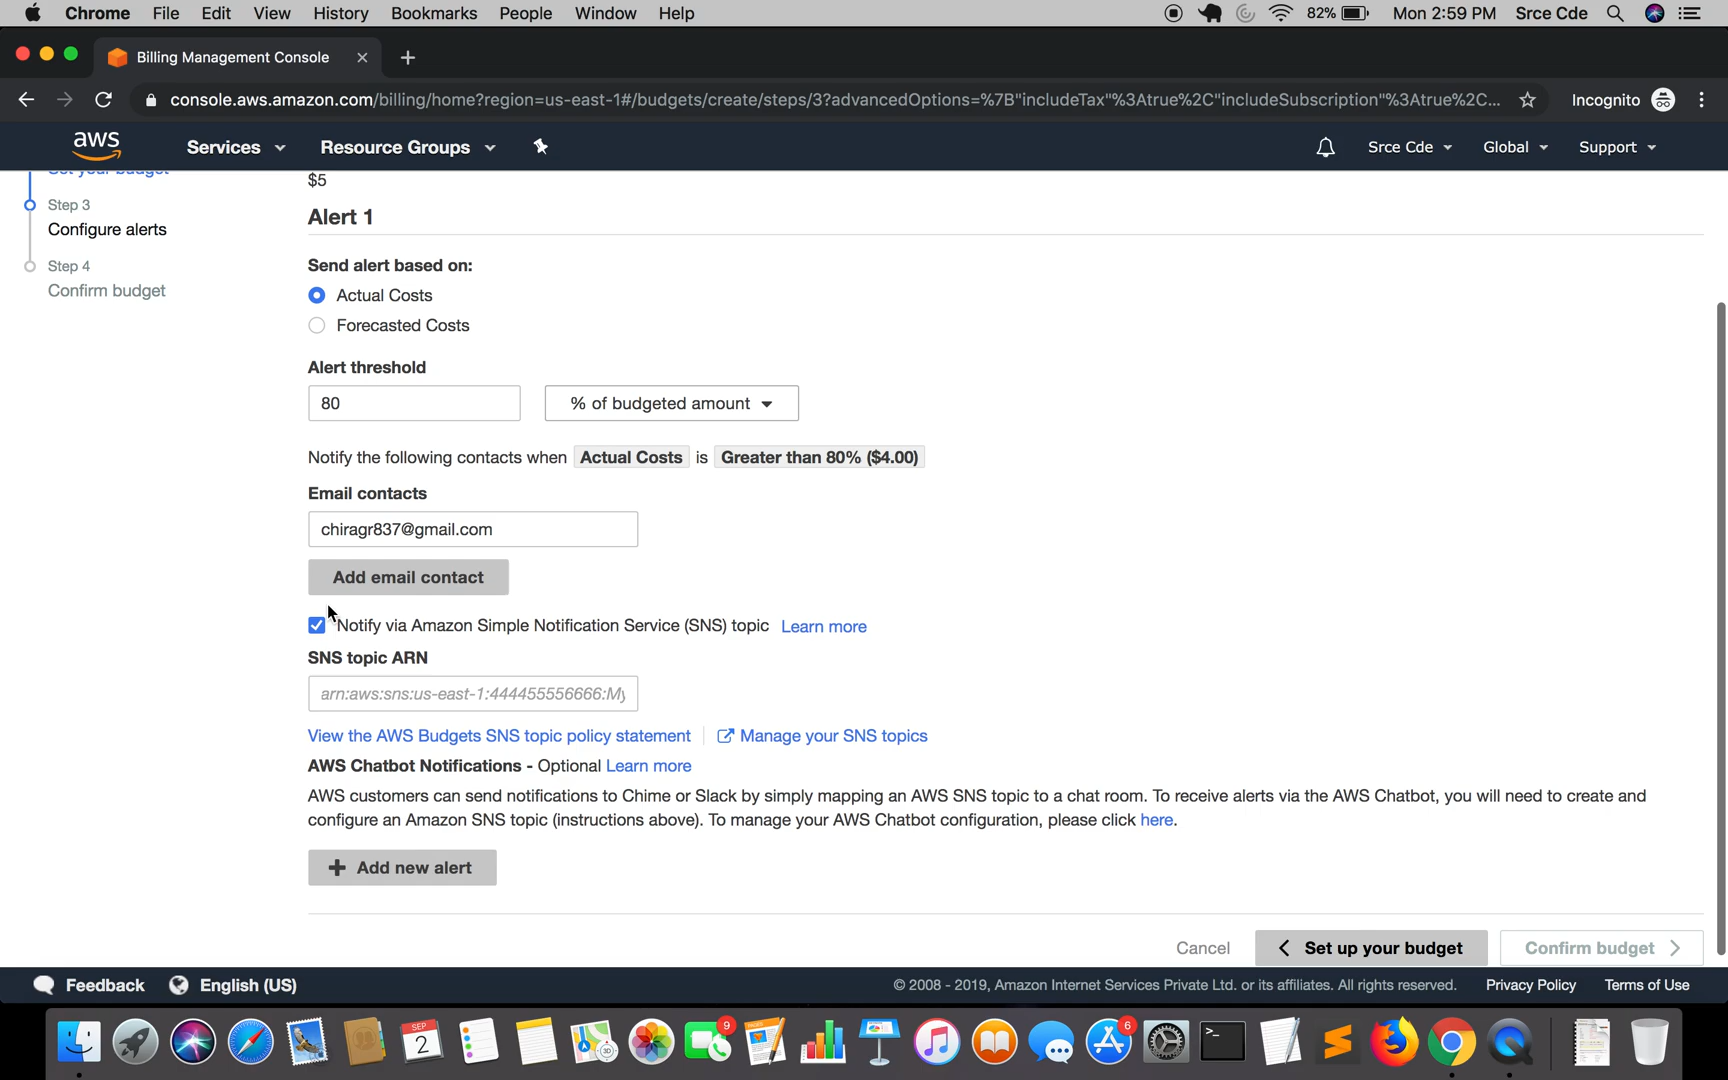 Chrome File Edit View History Bookmarks People Window Help 82% Mon 2:59 PM Srce Cde
Billing Management Console
console.aws.amazon.com/billing/home?region=us-east-1#/budgets/create/steps/3?advancedOptions=%7B"includeTax"%3Atrue%2C"includeSubscription"%3Atrue%2C... Incognito
aws Services Resource Groups Srce Cde Global Support
Set your budget
$5
Step 3
Configure alerts
Step 4
Confirm budget
Alert 1
Send alert based on:
Actual Costs
Forecasted Costs
Alert threshold
80 % of budgeted amount
Notify the following contacts when Actual Costs is Greater than 80% ($4.00)
Email contacts
chiragr837@gmail.com
Add email contact
Notify via Amazon Simple Notification Service (SNS) topic Learn more
SNS topic ARN
arn:aws:sns:us-east-1:444455556666:My
View the AWS Budgets SNS topic policy statement Manage your SNS topics
AWS Chatbot Notifications - Optional Learn more
AWS customers can send notifications to Chime or Slack by simply mapping an AWS SNS topic to a chat room. To receive alerts via the AWS Chatbot, you will need to create and
configure an Amazon SNS topic (instructions above). To manage your AWS Chatbot configuration, please click here.
Add new alert
Cancel Set up your budget Confirm budget
Feedback English (US) © 2008 - 2019, Amazon Internet Services Private Ltd. or its affiliates. All rights reserved. Privacy Policy Terms of Use
SEP
2
9
6